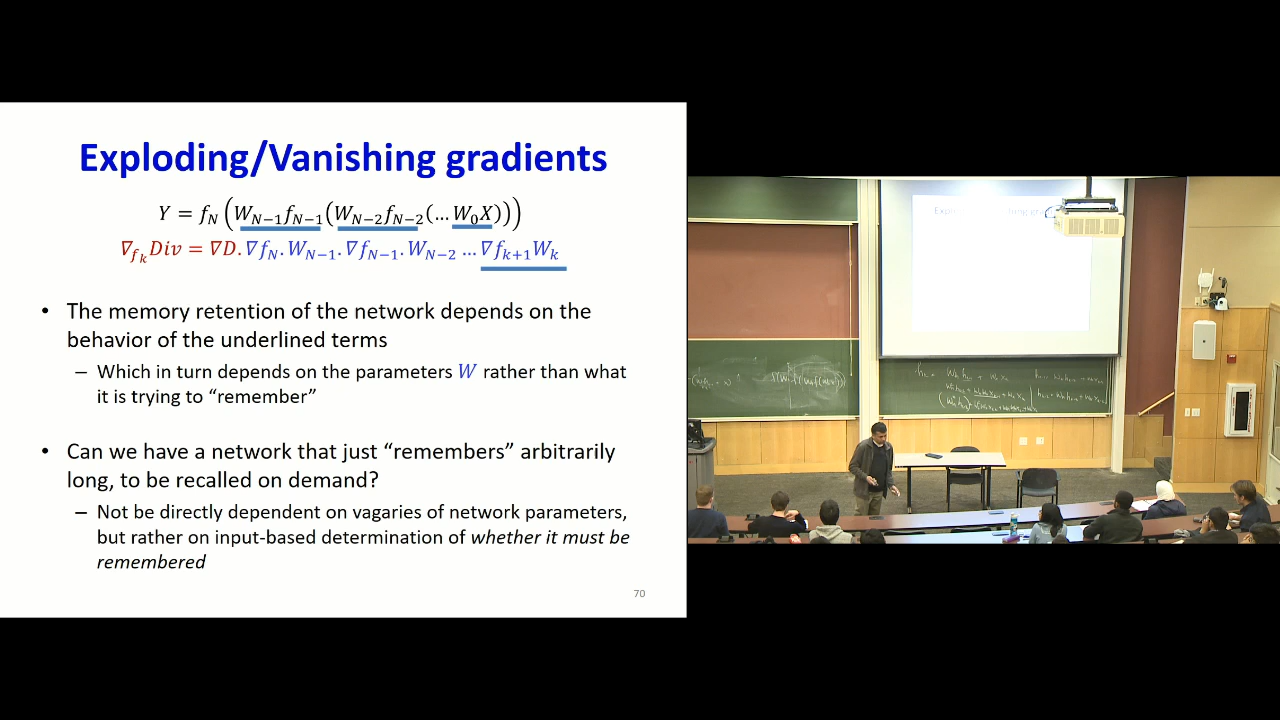 Exploding/Vanishing gradients
Y = f_N(W_{N−1}f_{N−1}(W_{N−2}f_{N−2}(…W_0X)))
∇_{f_k}Div = ∇D.∇f_N.W_{N−1}.∇f_{N−1}.W_{N−2} …∇f_{k+1}W_k
• The memory retention of the network depends on the
behavior of the underlined terms
– Which in turn depends on the parameters W rather than what
it is trying to “remember”
• Can we have a network that just “remembers” arbitrarily
long, to be recalled on demand?
– Not be directly dependent on vagaries of network parameters,
but rather on input-based determination of whether it must be
remembered
70